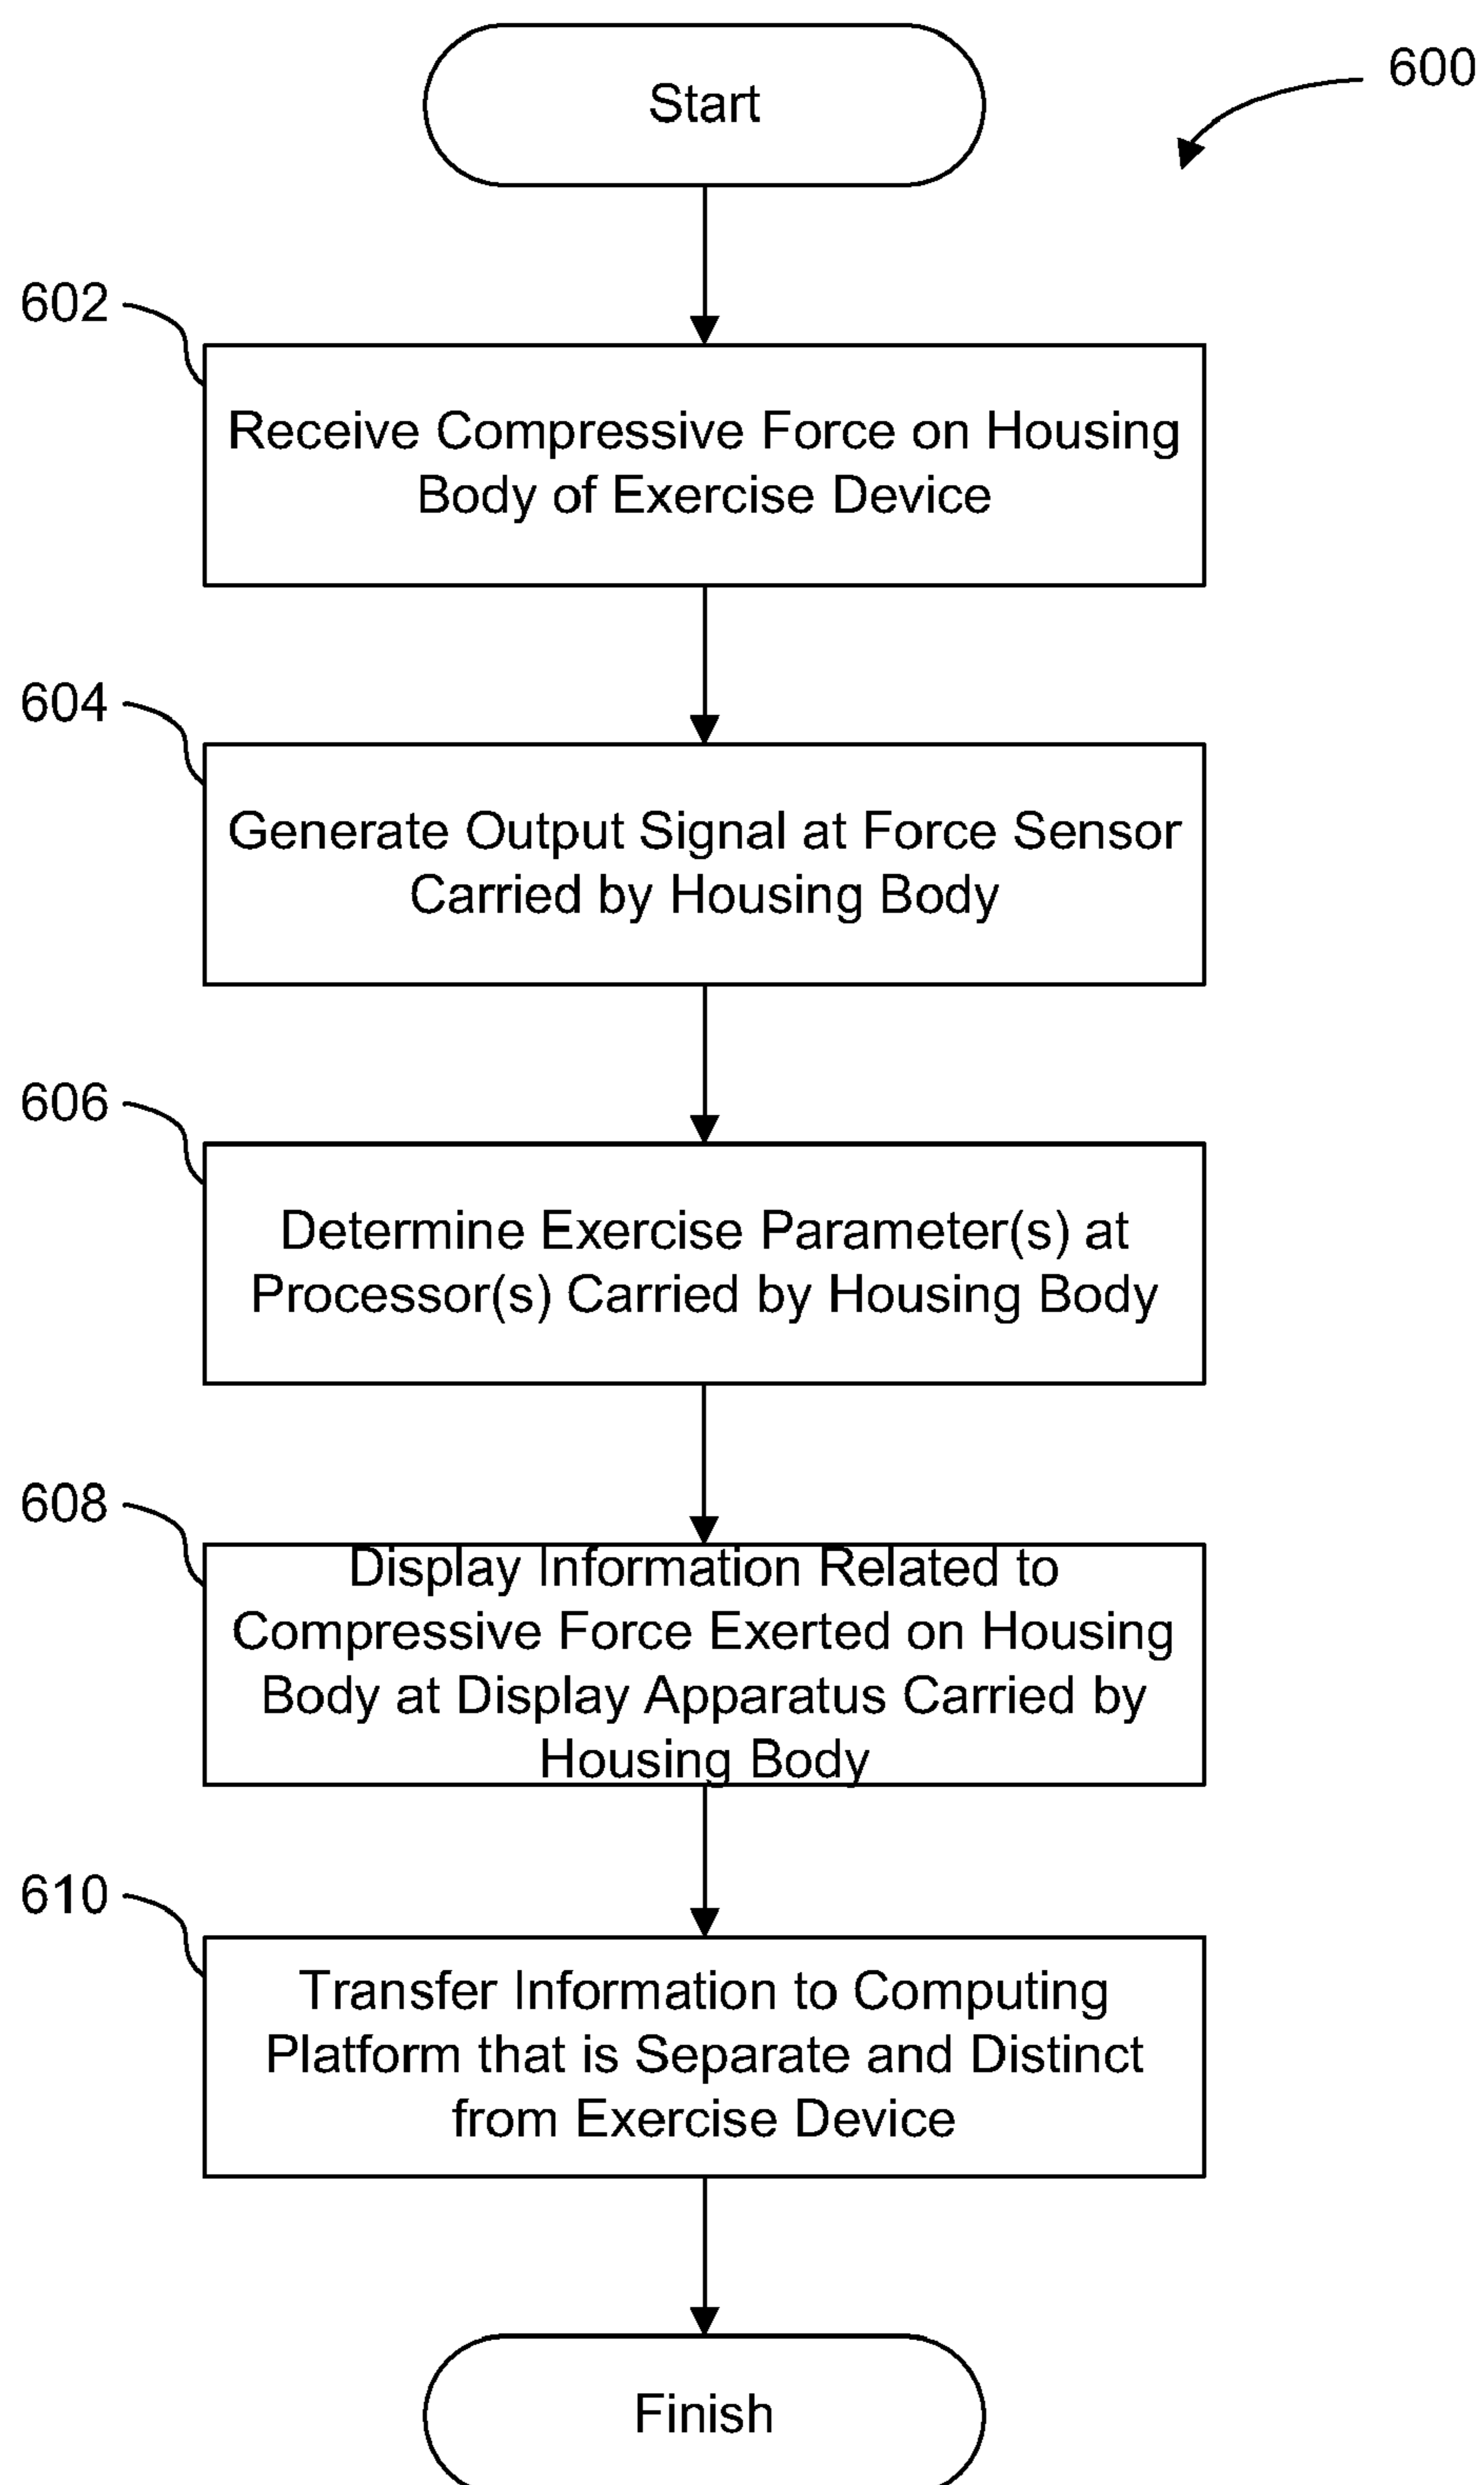 Start
600
602
Receive Compressive Force on Housing
Body of Exercise Device
604
Generate Output Signal at Force Sensor
Carried by Housing Body
606
Determine Exercise Parameter(s) at
Processor(s) Carried by Housing Body
608
Display Information Related to
Compressive Force Exerted on Housing
Body at Display Apparatus Carried by
Housing Body
610
Transfer Information to Computing
Platform that is Separate and Distinct
from Exercise Device
Finish